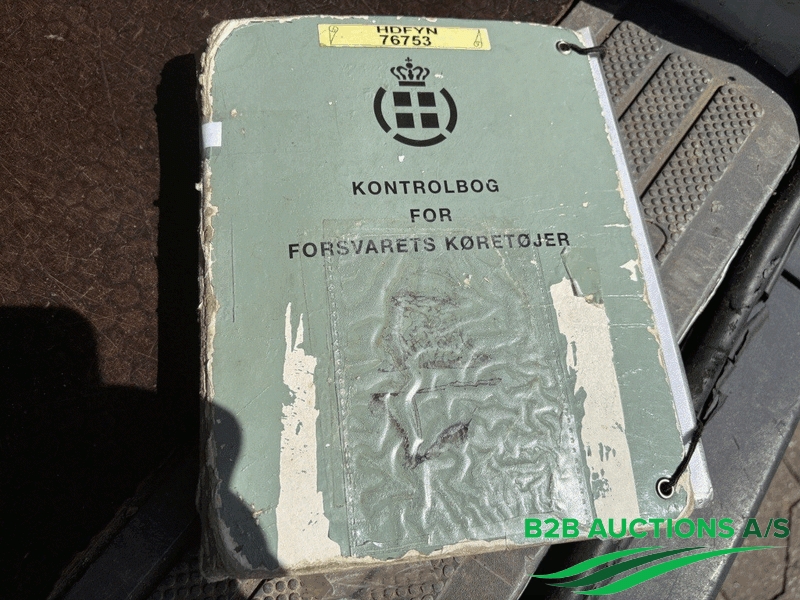 HDFYN
76753
KONTROLBOG
FOR
FORSVARETS KØRETØJER
B2B AUCTIONS A/S